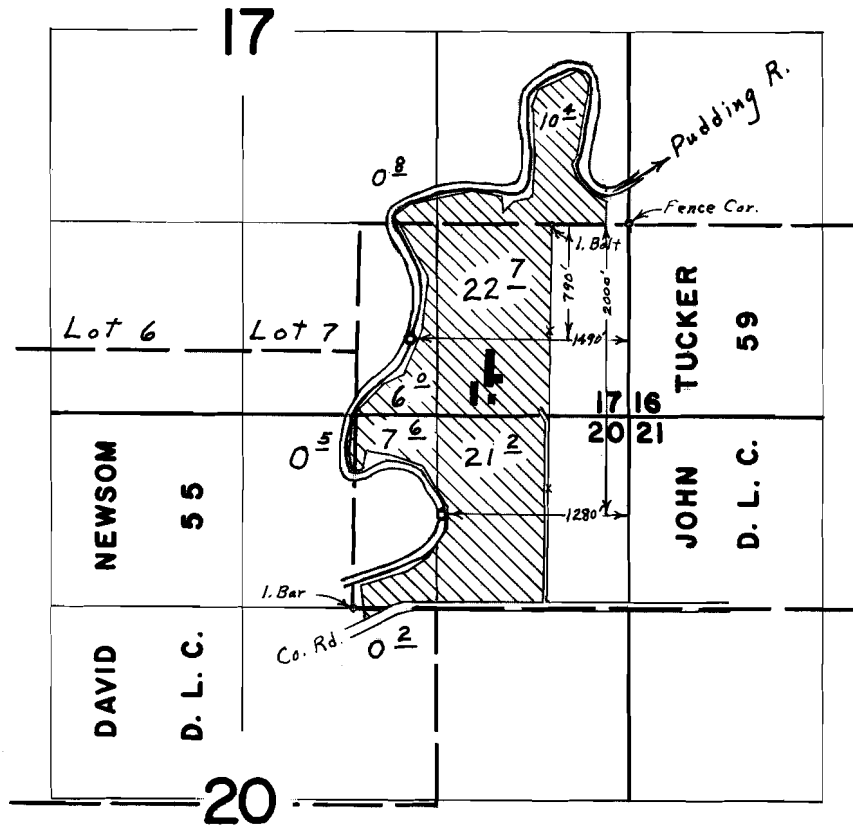 17
Pudding R.
10 4
0 8
Fence Cor.
I. Bolt
22 7
790'
2000'
TUCKER
59
Lot 6
Lot 7
1490'
6 0
17 16
20 21
7 6
0 5
21 2
NEWSOM
55
JOHN
D. L. C.
1280'
I. Bar
Co. Rd.
0 2
DAVID
D. L. C.
20